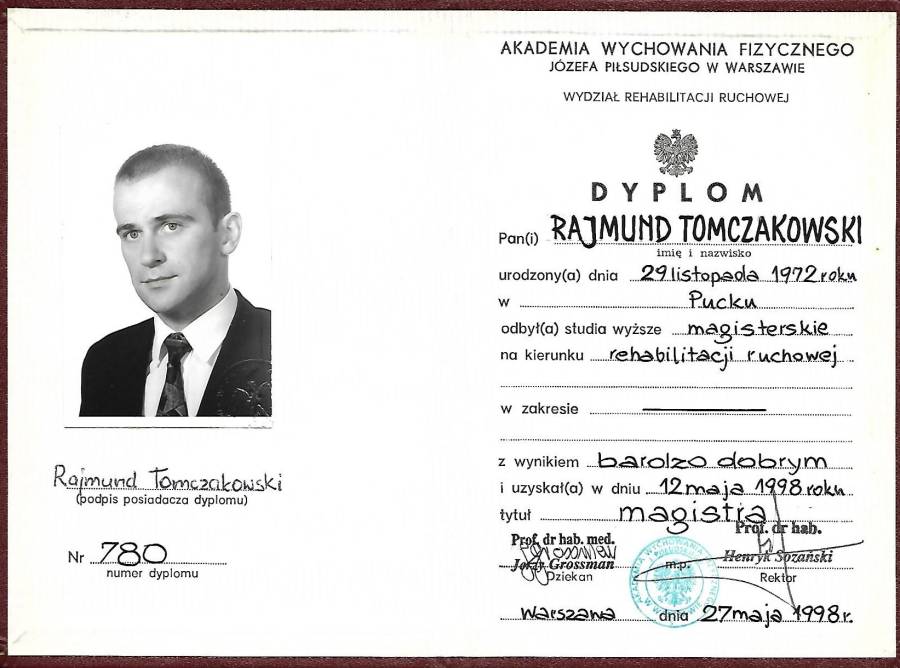 Rajmund Tomczakowski
(podpis posiadacza dyplomu)
Nr 780
numer dyplomu
AKADEMIA WYCHOWANIA FIZYCZNEGO
JÓZEFA PIŁSUDSKIEGO W WARSZAWIE
WYDZIAŁ REHABILITACJI RUCHOWEJ
DYPLOM
Pan(i) RAJMUND TOMCZAKOWSKI
imię i nazwisko
urodzony(a) dnia 29 listopada 1972 roku
w Pucku
odbył(a) studia wyższe magisterskie
na kierunku rehabilitacji ruchowej
w zakresie
z wynikiem bardzo dobrym
i uzyskał(a) w dniu 12 maja 1998 roku
tytuł magistra
Prof. dr hab. med. Prof. dr hab.
Jerzy Grossman m.p. Henryk Sozański
Dziekan Rektor
Warszawa dnia 27 maja 1998 r.